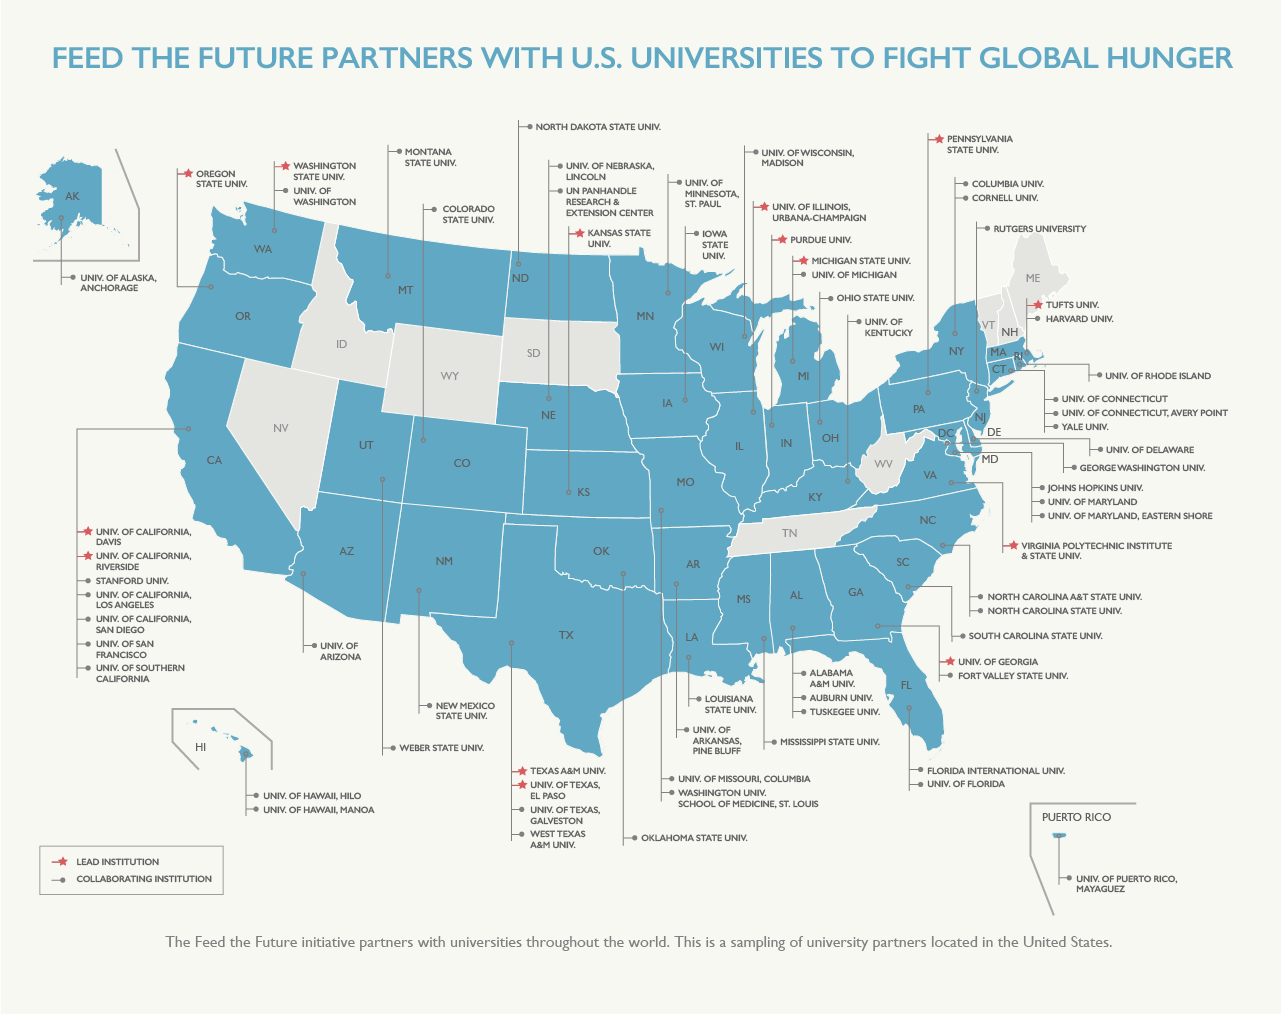 FEED THE FUTURE PARTNERS WITH U.S. UNIVERSITIES TO FIGHT GLOBAL HUNGER
NORTH DAKOTA STATE UNIV.
MONTANA
STATE UNIV.
WASHINGTON
STATE UNIV.
UNIV. OF
WASHINGTON
OREGON
STATE UNIV.
COLORADO
STATE UNIV.
UNIV. OF NEBRASKA,
LINCOLN
UN PANHANDLE
RESEARCH &
EXTENSION CENTER
KANSAS STATE
UNIV.
UNIV. OF
MINNESOTA,
ST. PAUL
IOWA
STATE
UNIV.
UNIV. OF WISCONSIN,
MADISON
UNIV. OF ILLINOIS,
URBANA-CHAMPAIGN
PURDUE UNIV.
MICHIGAN STATE UNIV.
UNIV. OF MICHIGAN
OHIO STATE UNIV.
UNIV. OF
KENTUCKY
PENNSYLVANIA
STATE UNIV.
COLUMBIA UNIV.
CORNELL UNIV.
RUTGERS UNIVERSITY
TUFTS UNIV.
HARVARD UNIV.
UNIV. OF RHODE ISLAND
UNIV. OF CONNECTICUT
UNIV. OF CONNECTICUT, AVERY POINT
YALE UNIV.
UNIV. OF DELAWARE
GEORGE WASHINGTON UNIV.
JOHNS HOPKINS UNIV.
UNIV. OF MARYLAND
UNIV. OF MARYLAND, EASTERN SHORE
VIRGINIA POLYTECHNIC INSTITUTE
& STATE UNIV.
NORTH CAROLINA A&T STATE UNIV.
NORTH CAROLINA STATE UNIV.
SOUTH CAROLINA STATE UNIV.
UNIV. OF GEORGIA
FORT VALLEY STATE UNIV.
FLORIDA INTERNATIONAL UNIV.
UNIV. OF FLORIDA
ALABAMA
A&M UNIV.
AUBURN UNIV.
TUSKEGEE UNIV.
MISSISSIPPI STATE UNIV.
LOUISIANA
STATE UNIV.
UNIV. OF
ARKANSAS,
PINE BLUFF
UNIV. OF MISSOURI, COLUMBIA
WASHINGTON UNIV.
SCHOOL OF MEDICINE, ST. LOUIS
OKLAHOMA STATE UNIV.
TEXAS A&M UNIV.
UNIV. OF TEXAS,
EL PASO
UNIV. OF TEXAS,
GALVESTON
WEST TEXAS
A&M UNIV.
NEW MEXICO
STATE UNIV.
WEBER STATE UNIV.
UNIV. OF
ARIZONA
UNIV. OF CALIFORNIA,
DAVIS
UNIV. OF CALIFORNIA,
RIVERSIDE
STANFORD UNIV.
UNIV. OF CALIFORNIA,
LOS ANGELES
UNIV. OF CALIFORNIA,
SAN DIEGO
UNIV. OF SAN
FRANCISCO
UNIV. OF SOUTHERN
CALIFORNIA
AK
UNIV. OF ALASKA,
ANCHORAGE
HI
UNIV. OF HAWAII, HILO
UNIV. OF HAWAII, MANOA
PUERTO RICO
UNIV. OF PUERTO RICO,
MAYAGUEZ
WA
OR
CA
ID
NV
MT
WY
UT
AZ
CO
NM
ND
SD
NE
KS
OK
TX
MN
IA
MO
AR
LA
WI
IL
MI
IN
OH
KY
TN
MS
AL
GA
FL
SC
NC
VA
WV
DC
MD
DE
PA
NJ
NY
CT
RI
MA
VT
NH
ME
LEAD INSTITUTION
COLLABORATING INSTITUTION
The Feed the Future initiative partners with universities throughout the world. This is a sampling of university partners located in the United States.